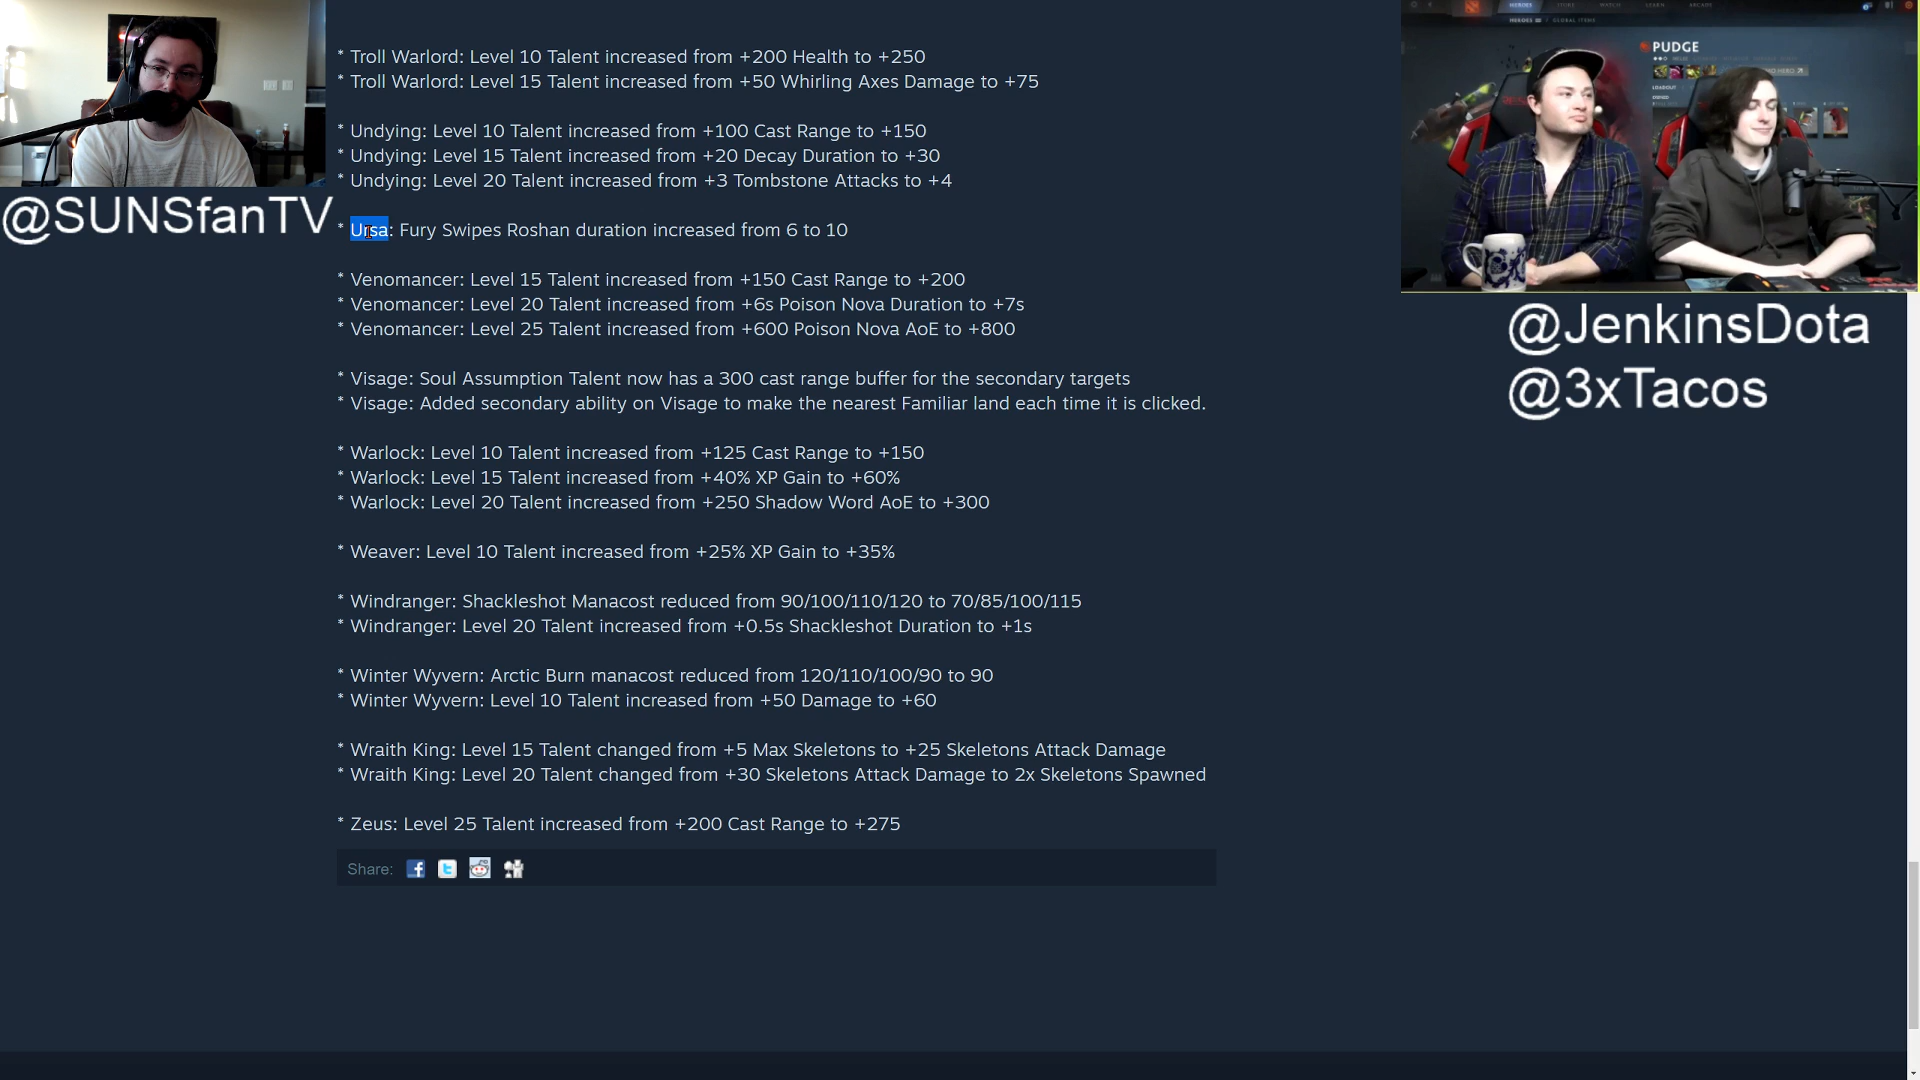 * Troll Warlord: Level 10 Talent increased from +200 Health to +250
* Troll Warlord: Level 15 Talent increased from +50 Whirling Axes Damage to +75
* Undying: Level 10 Talent increased from +100 Cast Range to +150
* Undying: Level 15 Talent increased from +20 Decay Duration to +30
* Undying: Level 20 Talent increased from +3 Tombstone Attacks to +4
* Ursa: Fury Swipes Roshan duration increased from 6 to 10
* Venomancer: Level 15 Talent increased from +150 Cast Range to +200
* Venomancer: Level 20 Talent increased from +6s Poison Nova Duration to +7s
* Venomancer: Level 25 Talent increased from +600 Poison Nova AoE to +800
* Visage: Soul Assumption Talent now has a 300 cast range buffer for the secondary targets
* Visage: Added secondary ability on Visage to make the nearest Familiar land each time it is clicked.
* Warlock: Level 10 Talent increased from +125 Cast Range to +150
* Warlock: Level 15 Talent increased from +40% XP Gain to +60%
* Warlock: Level 20 Talent increased from +250 Shadow Word AoE to +300
* Weaver: Level 10 Talent increased from +25% XP Gain to +35%
* Windranger: Shackleshot Manacost reduced from 90/100/110/120 to 70/85/100/115
* Windranger: Level 20 Talent increased from +0.5s Shackleshot Duration to +1s
* Winter Wyvern: Arctic Burn manacost reduced from 120/110/100/90 to 90
* Winter Wyvern: Level 10 Talent increased from +50 Damage to +60
* Wraith King: Level 15 Talent changed from +5 Max Skeletons to +25 Skeletons Attack Damage
* Wraith King: Level 20 Talent changed from +30 Skeletons Attack Damage to 2x Skeletons Spawned
* Zeus: Level 25 Talent increased from +200 Cast Range to +275
Share:
@SUNSfanTV
HEROES
HEROES
GLOBAL ITEMS
PUDGE
LOADOUT
@JenkinsDota
@3xTacos